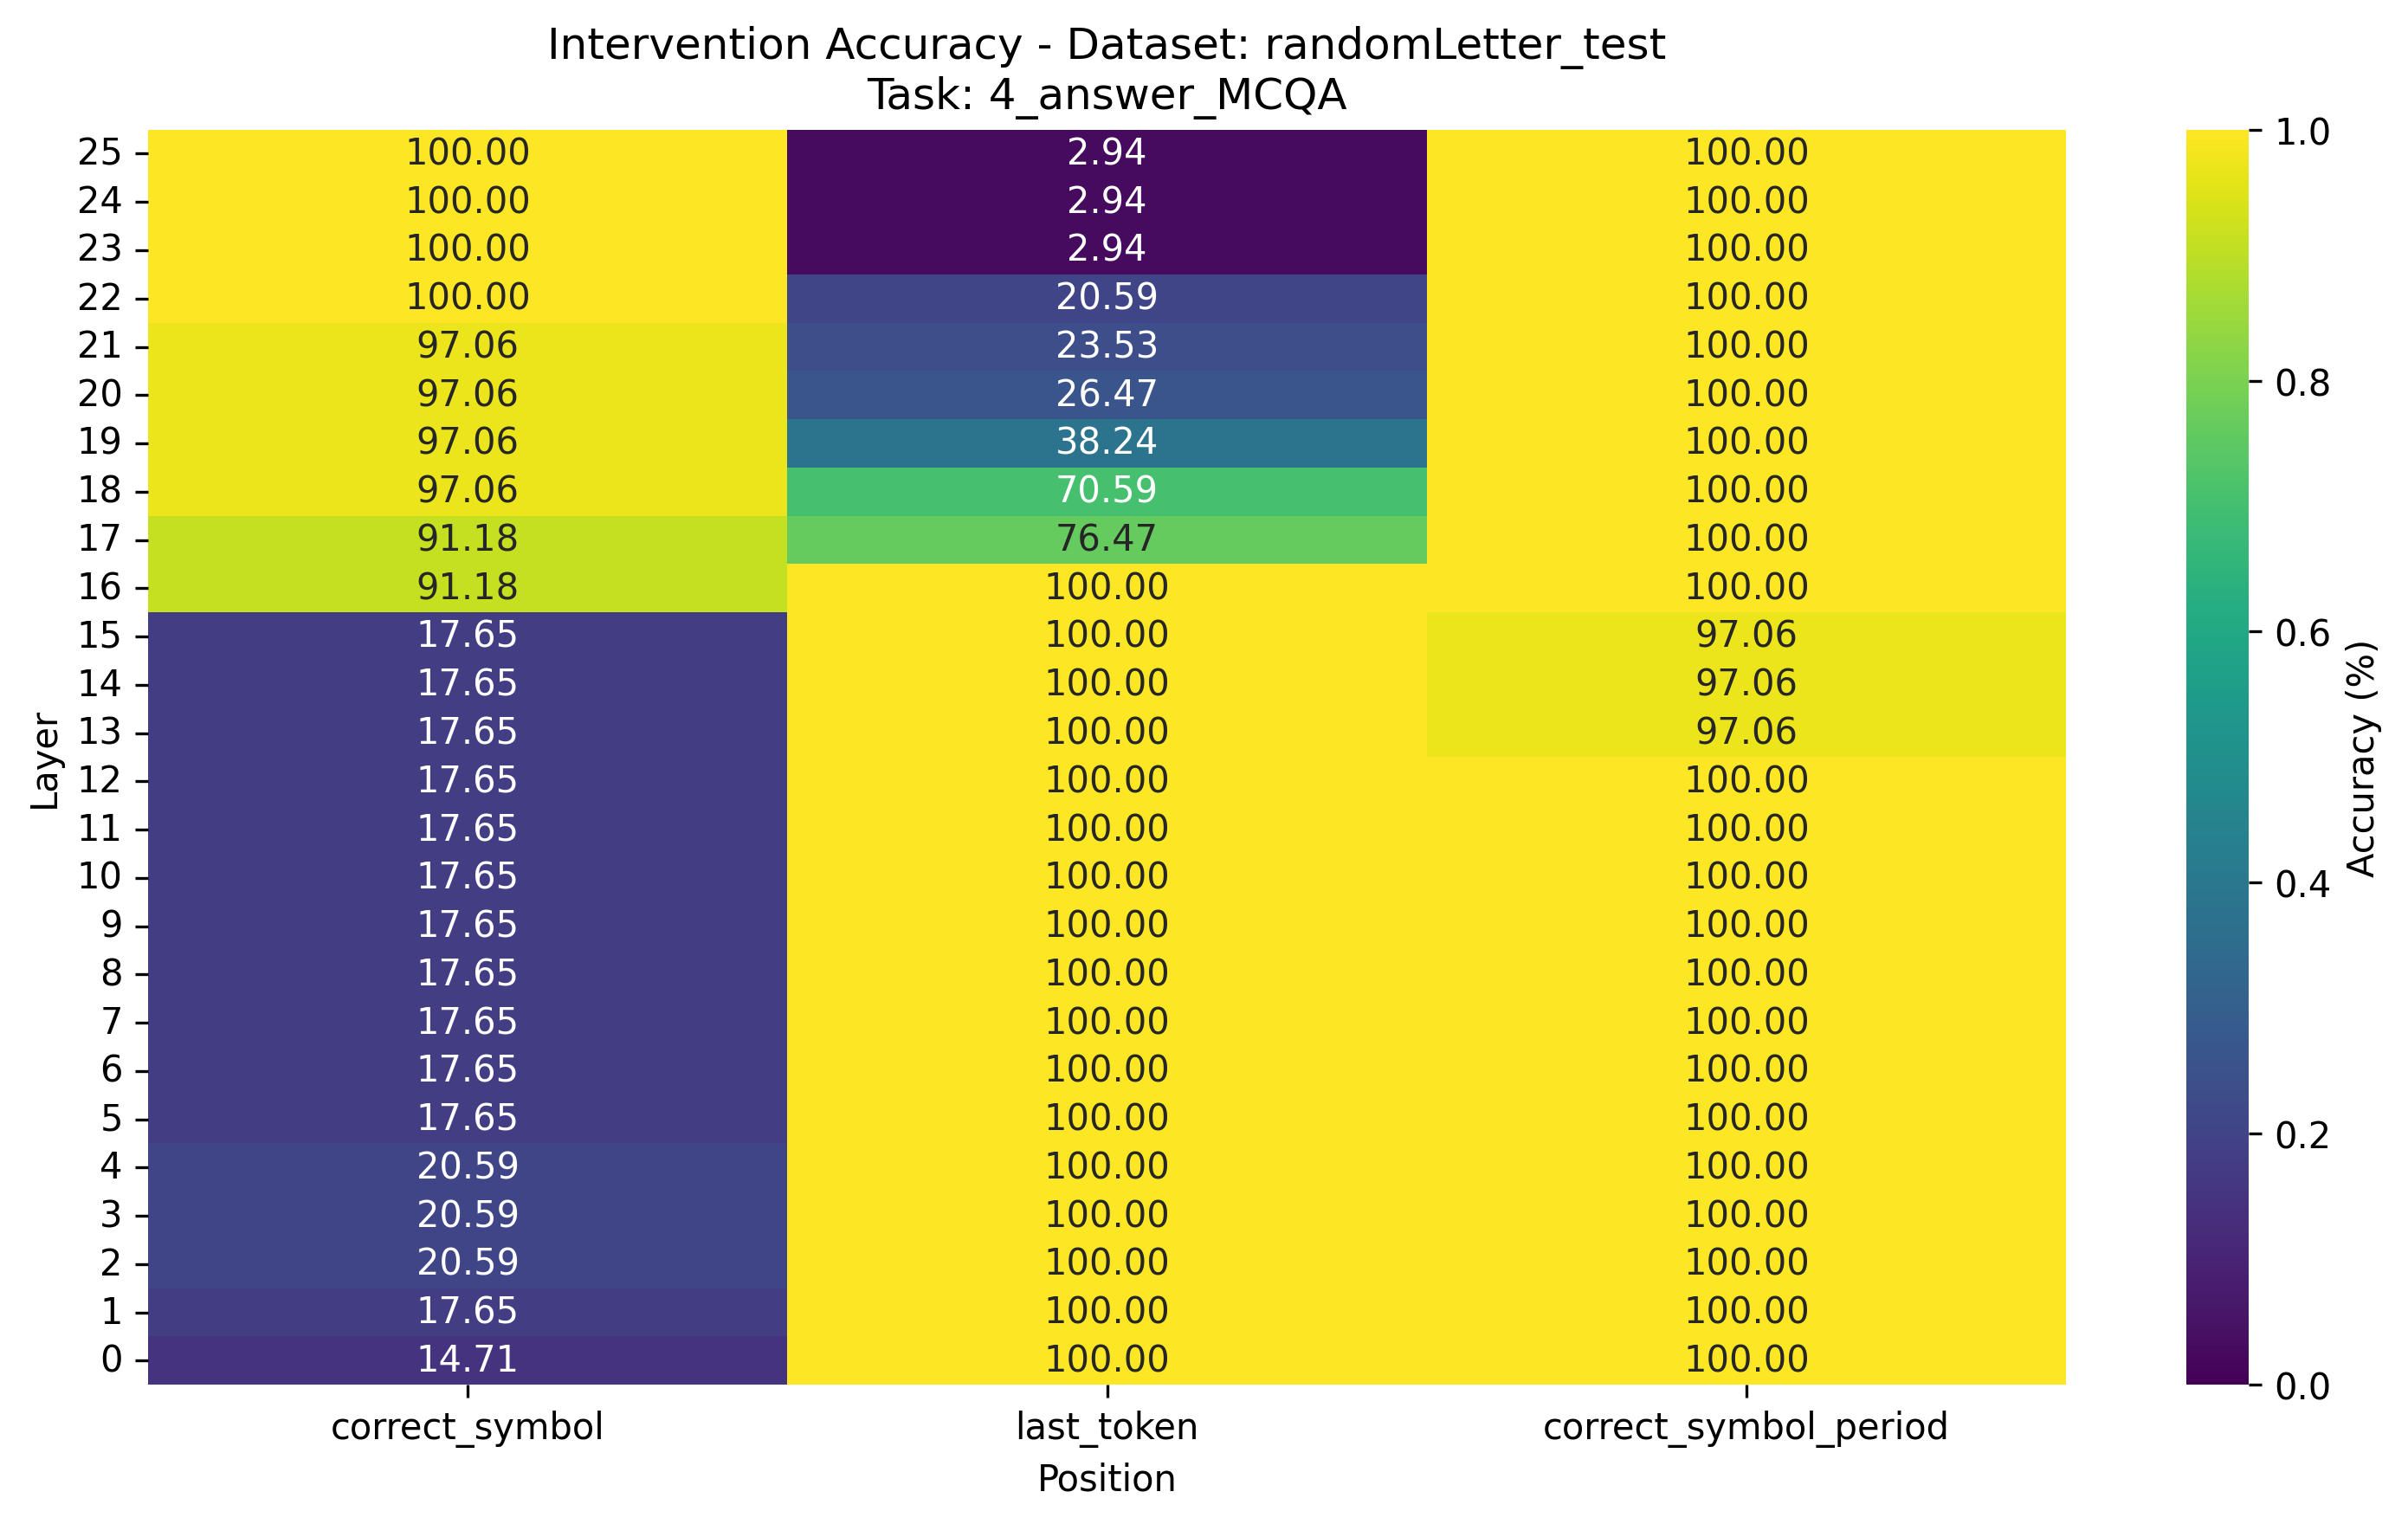 Intervention Accuracy - Dataset: randomLetter_test
Task: 4_answer_MCQA
25 100.00 2.94 100.00
24 100.00 2.94 100.00
23 100.00 2.94 100.00
22 100.00 20.59 100.00
21 97.06 23.53 100.00
20 97.06 26.47 100.00
19 97.06 38.24 100.00
18 97.06 70.59 100.00
17 91.18 76.47 100.00
16 91.18 100.00 100.00
15 17.65 100.00 97.06
14 17.65 100.00 97.06
13 17.65 100.00 97.06
12 17.65 100.00 100.00
11 17.65 100.00 100.00
10 17.65 100.00 100.00
9 17.65 100.00 100.00
8 17.65 100.00 100.00
7 17.65 100.00 100.00
6 17.65 100.00 100.00
5 17.65 100.00 100.00
4 20.59 100.00 100.00
3 20.59 100.00 100.00
2 20.59 100.00 100.00
1 17.65 100.00 100.00
0 14.71 100.00 100.00
correct_symbol last_token correct_symbol_period
Position
Layer
1.0
0.8
0.6
0.4
0.2
0.0
Accuracy (%)